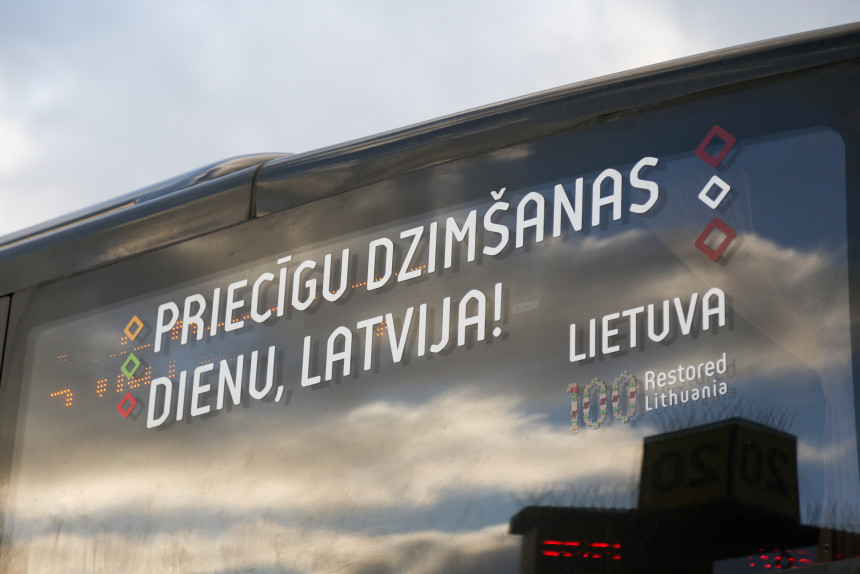 PRIECĪGU DZIMŠANAS
DIENU, LATVIJA!
LIETUVA
100 Restored
Lithuania